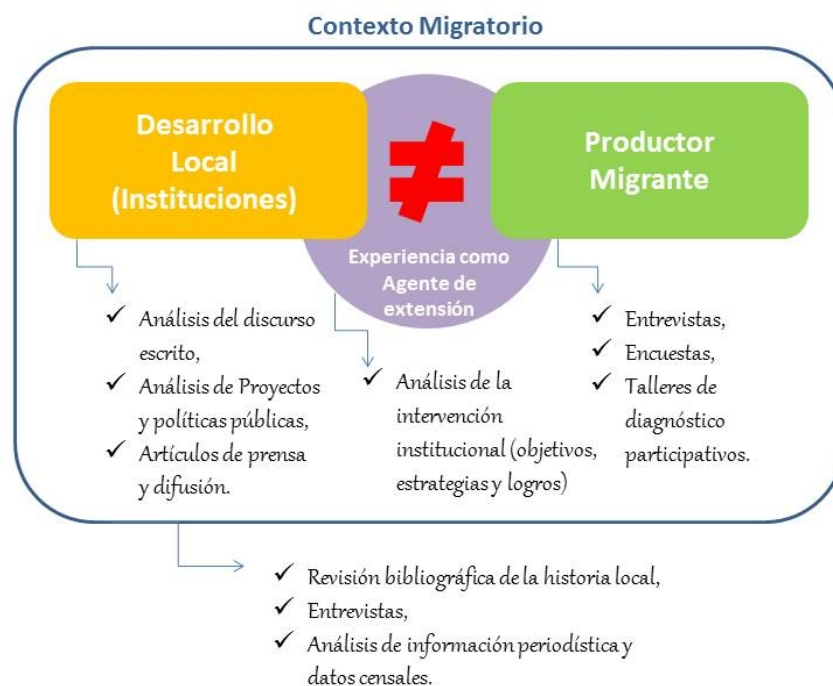 Contexto Migratorio
Desarrollo
Local
(Instituciones)
≠
Productor
Migrante
Experiencia como
Agente de
extensión
✓ Análisis del discurso
escrito,
✓ Análisis de Proyectos
y políticas públicas,
✓ Artículos de prensa
y difusión.
✓ Análisis de la
intervención
institucional (objetivos,
estrategias y logros)
✓ Entrevistas,
✓ Encuestas,
✓ Talleres de
diagnóstico
participativos.
✓ Revisión bibliográfica de la historia local,
✓ Entrevistas,
✓ Análisis de información periodística y
datos censales.